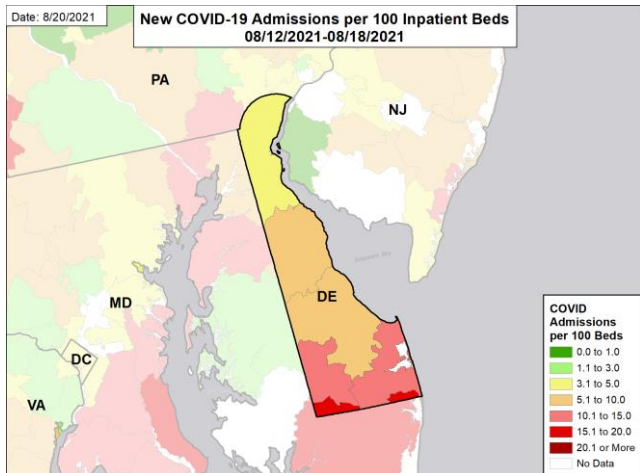 Date: 8/20/2021
New COVID-19 Admissions per 100 Inpatient Beds
08/12/2021-08/18/2021
PA
NJ
MD
DE
DC
VA
COVID
Admissions
per 100 Beds
0.0 to 1.0
1.1 to 3.0
3.1 to 5.0
5.1 to 10.0
10.1 to 15.0
15.1 to 20.0
20.1 or More
No Data